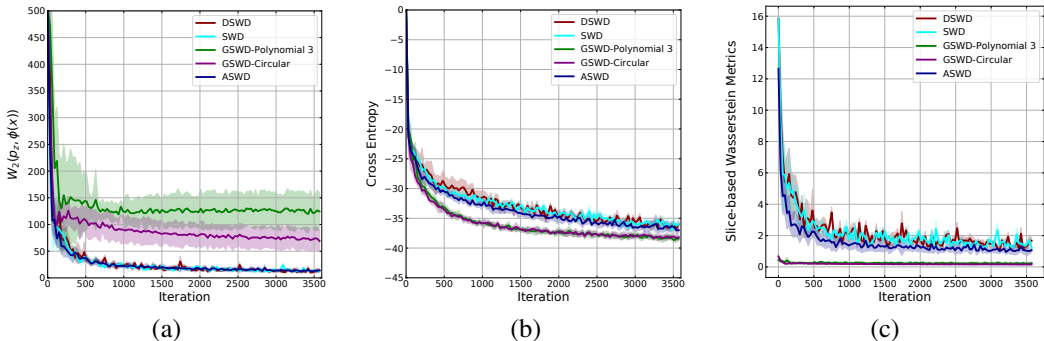 500
450
400
350
300
250
200
150
100
50
0
W₂(p_z, ϕ(x))
0 500 1000 1500 2000 2500 3000 3500
Iteration
DSWD
SWD
GSWD-Polynomial 3
GSWD-Circular
ASWD
(a)
0
−5
−10
−15
−20
−25
−30
−35
−40
−45
Cross Entropy
0 500 1000 1500 2000 2500 3000 3500
Iteration
DSWD
SWD
GSWD-Polynomial 3
GSWD-Circular
ASWD
(b)
16
14
12
10
8
6
4
2
0
Slice-based Wasserstein Metrics
0 500 1000 1500 2000 2500 3000 3500
Iteration
DSWD
SWD
GSWD-Polynomial 3
GSWD-Circular
ASWD
(c)